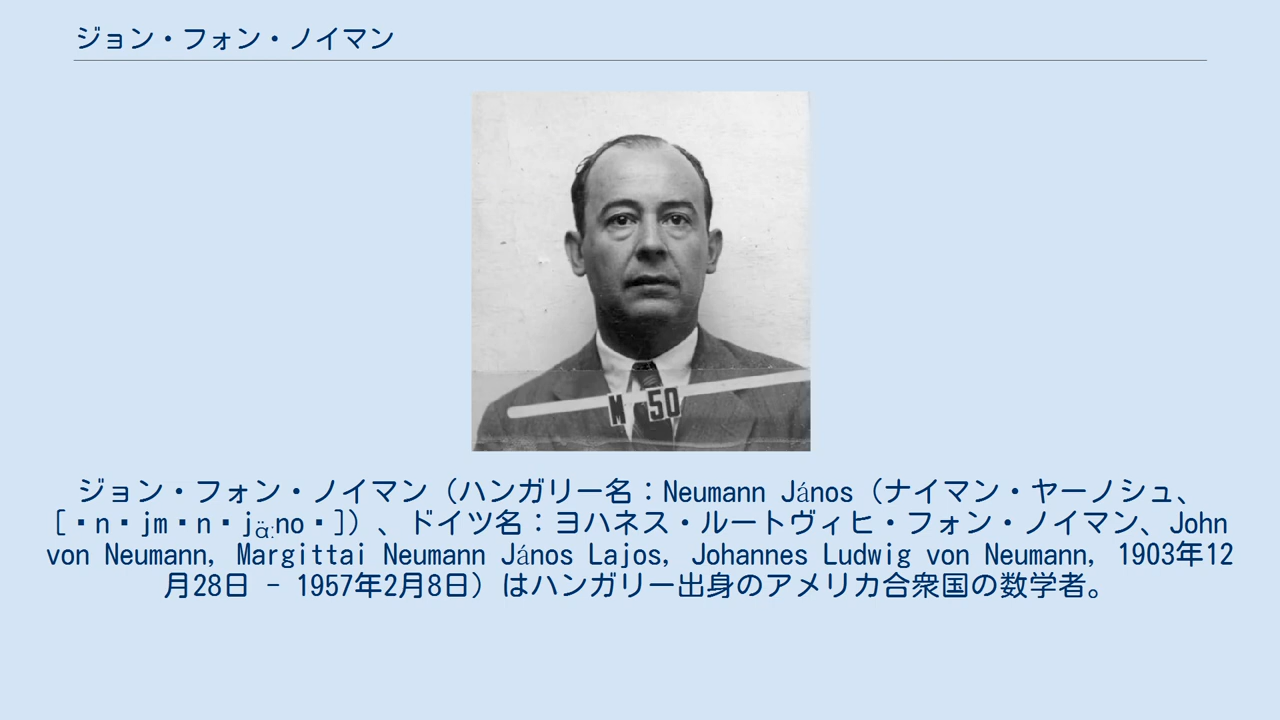 ジョン・フォン・ノイマン
M 50
ジョン・フォン・ノイマン（ハンガリー名：Neumann János（ナイマン・ヤーノシュ、
[▪n▪jm▪n▪jɑ̈ːno▪]）、ドイツ名：ヨハネス・ルートヴィヒ・フォン・ノイマン、John
von Neumann, Margittai Neumann János Lajos, Johannes Ludwig von Neumann, 1903年12
月28日 - 1957年2月8日）はハンガリー出身のアメリカ合衆国の数学者。